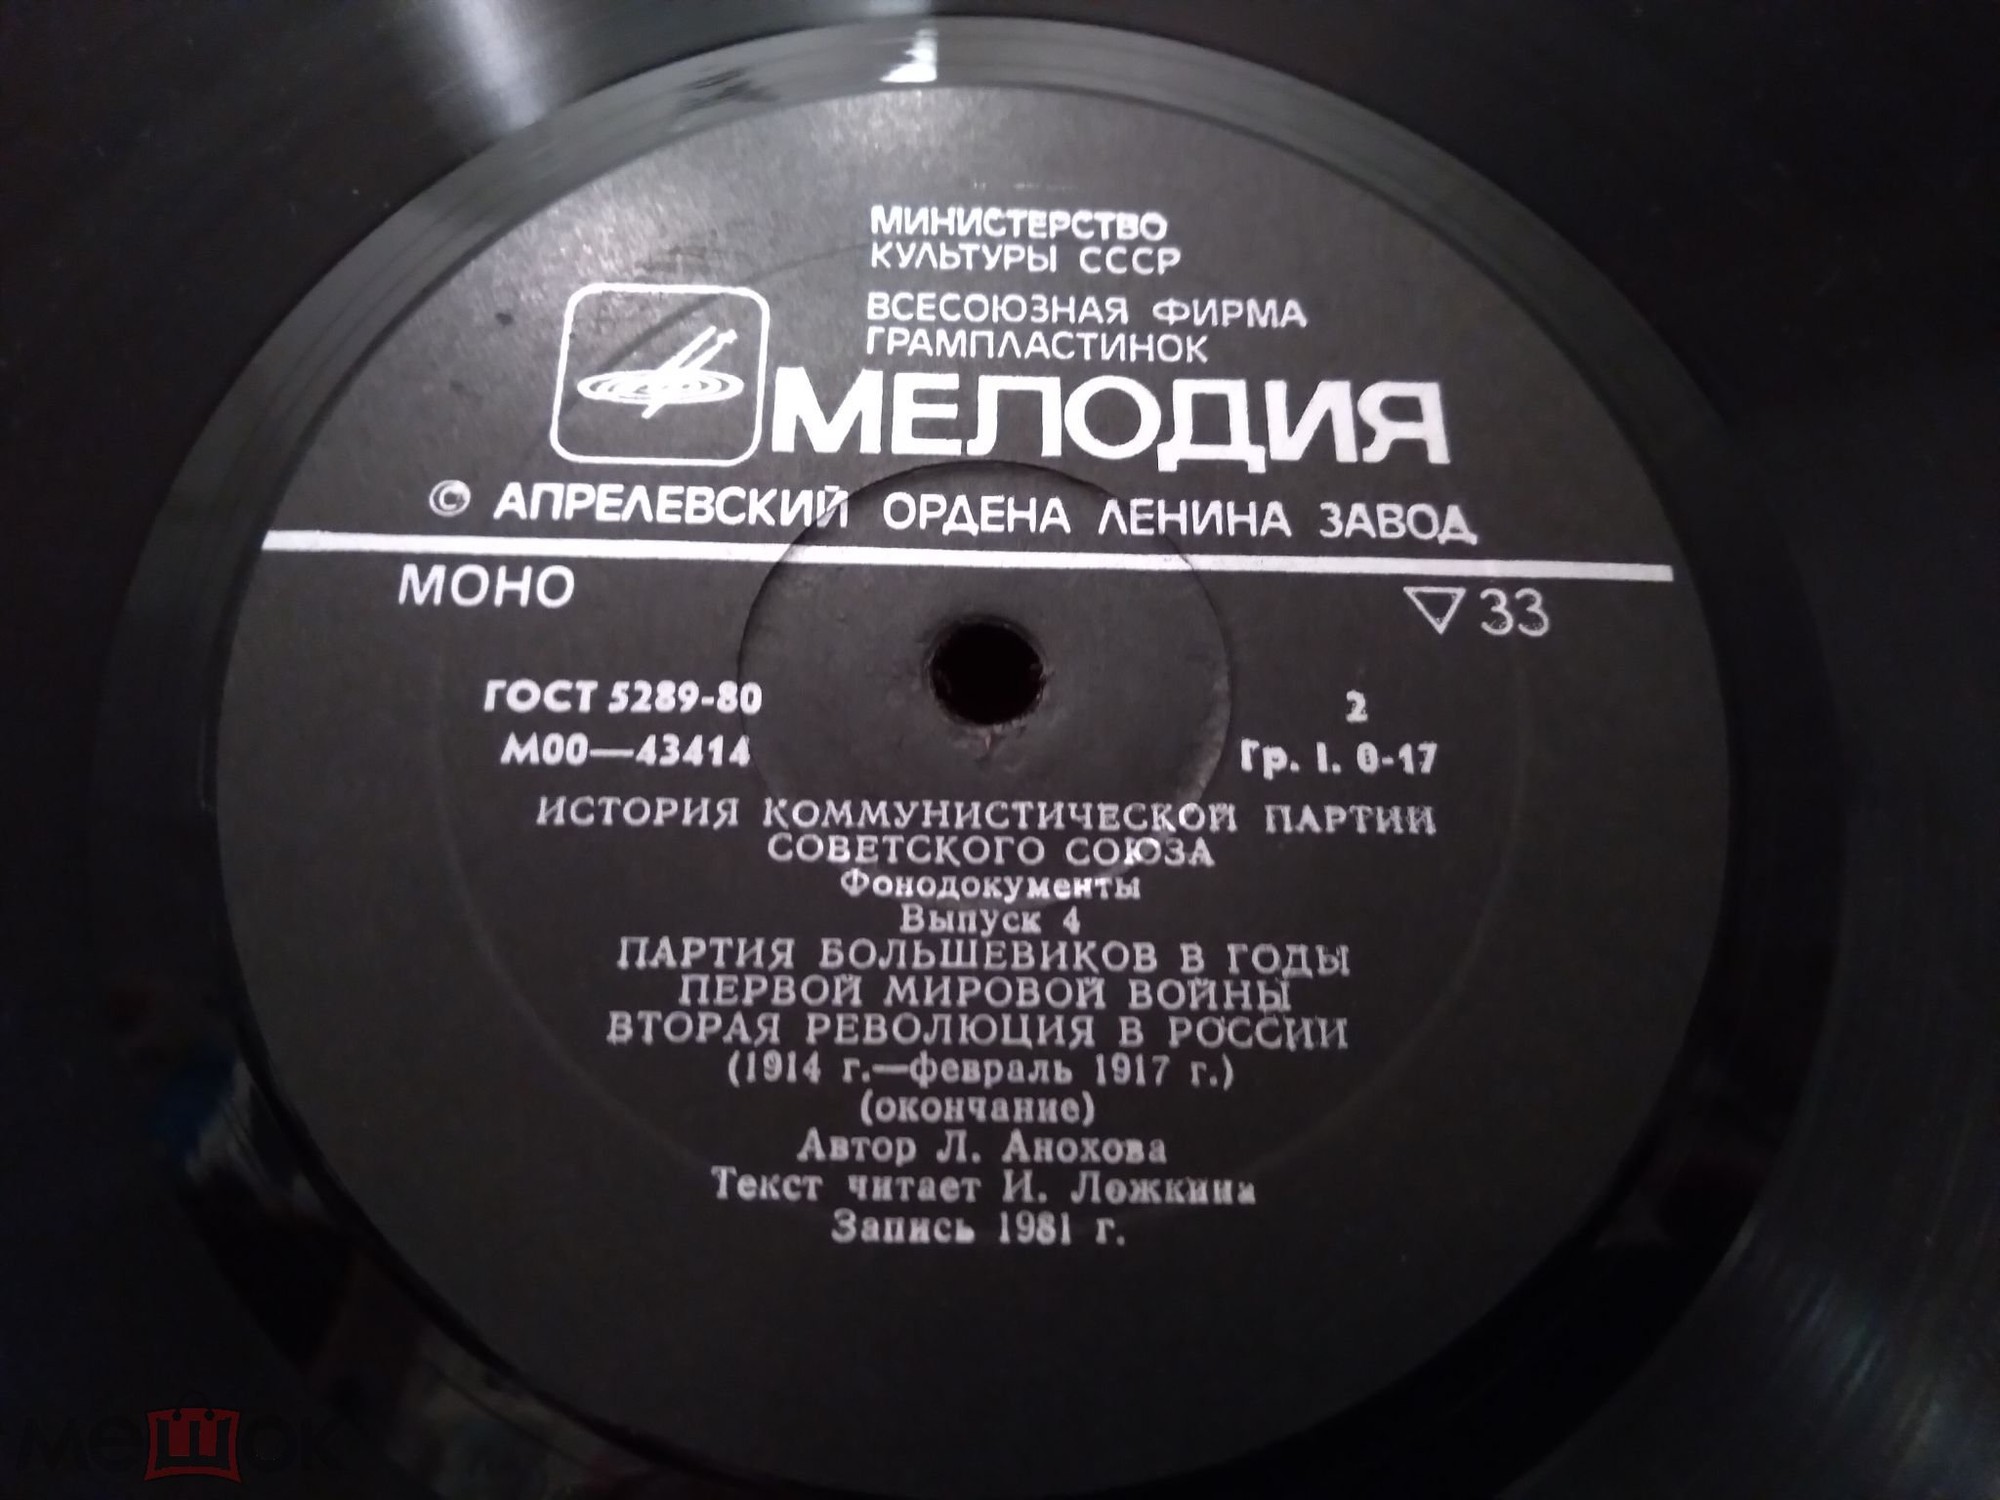 МИНИСТЕРСТВО
КУЛЬТУРЫ СССР
ВСЕСОЮЗНАЯ ФИРМА
ГРАМПЛАСТИНОК
МЕЛОДИЯ
© АПРЕЛЕВСКИЙ ОРДЕНА ЛЕНИНА ЗАВОД
МОНО
▽ 33
ГОСТ 5289-80
2
М00—43414
Гр. I. 0-17
ИСТОРИЯ КОММУНИСТИЧЕСКОЙ ПАРТИИ
СОВЕТСКОГО СОЮЗА
Фонодокументы
Выпуск 4
ПАРТИЯ БОЛЬШЕВИКОВ В ГОДЫ
ПЕРВОЙ МИРОВОЙ ВОЙНЫ
ВТОРАЯ РЕВОЛЮЦИЯ В РОССИИ
(1914 г.—февраль 1917 г.)
(окончание)
Автор Л. Анохова
Текст читает И. Ложкина
Запись 1981 г.
мешок